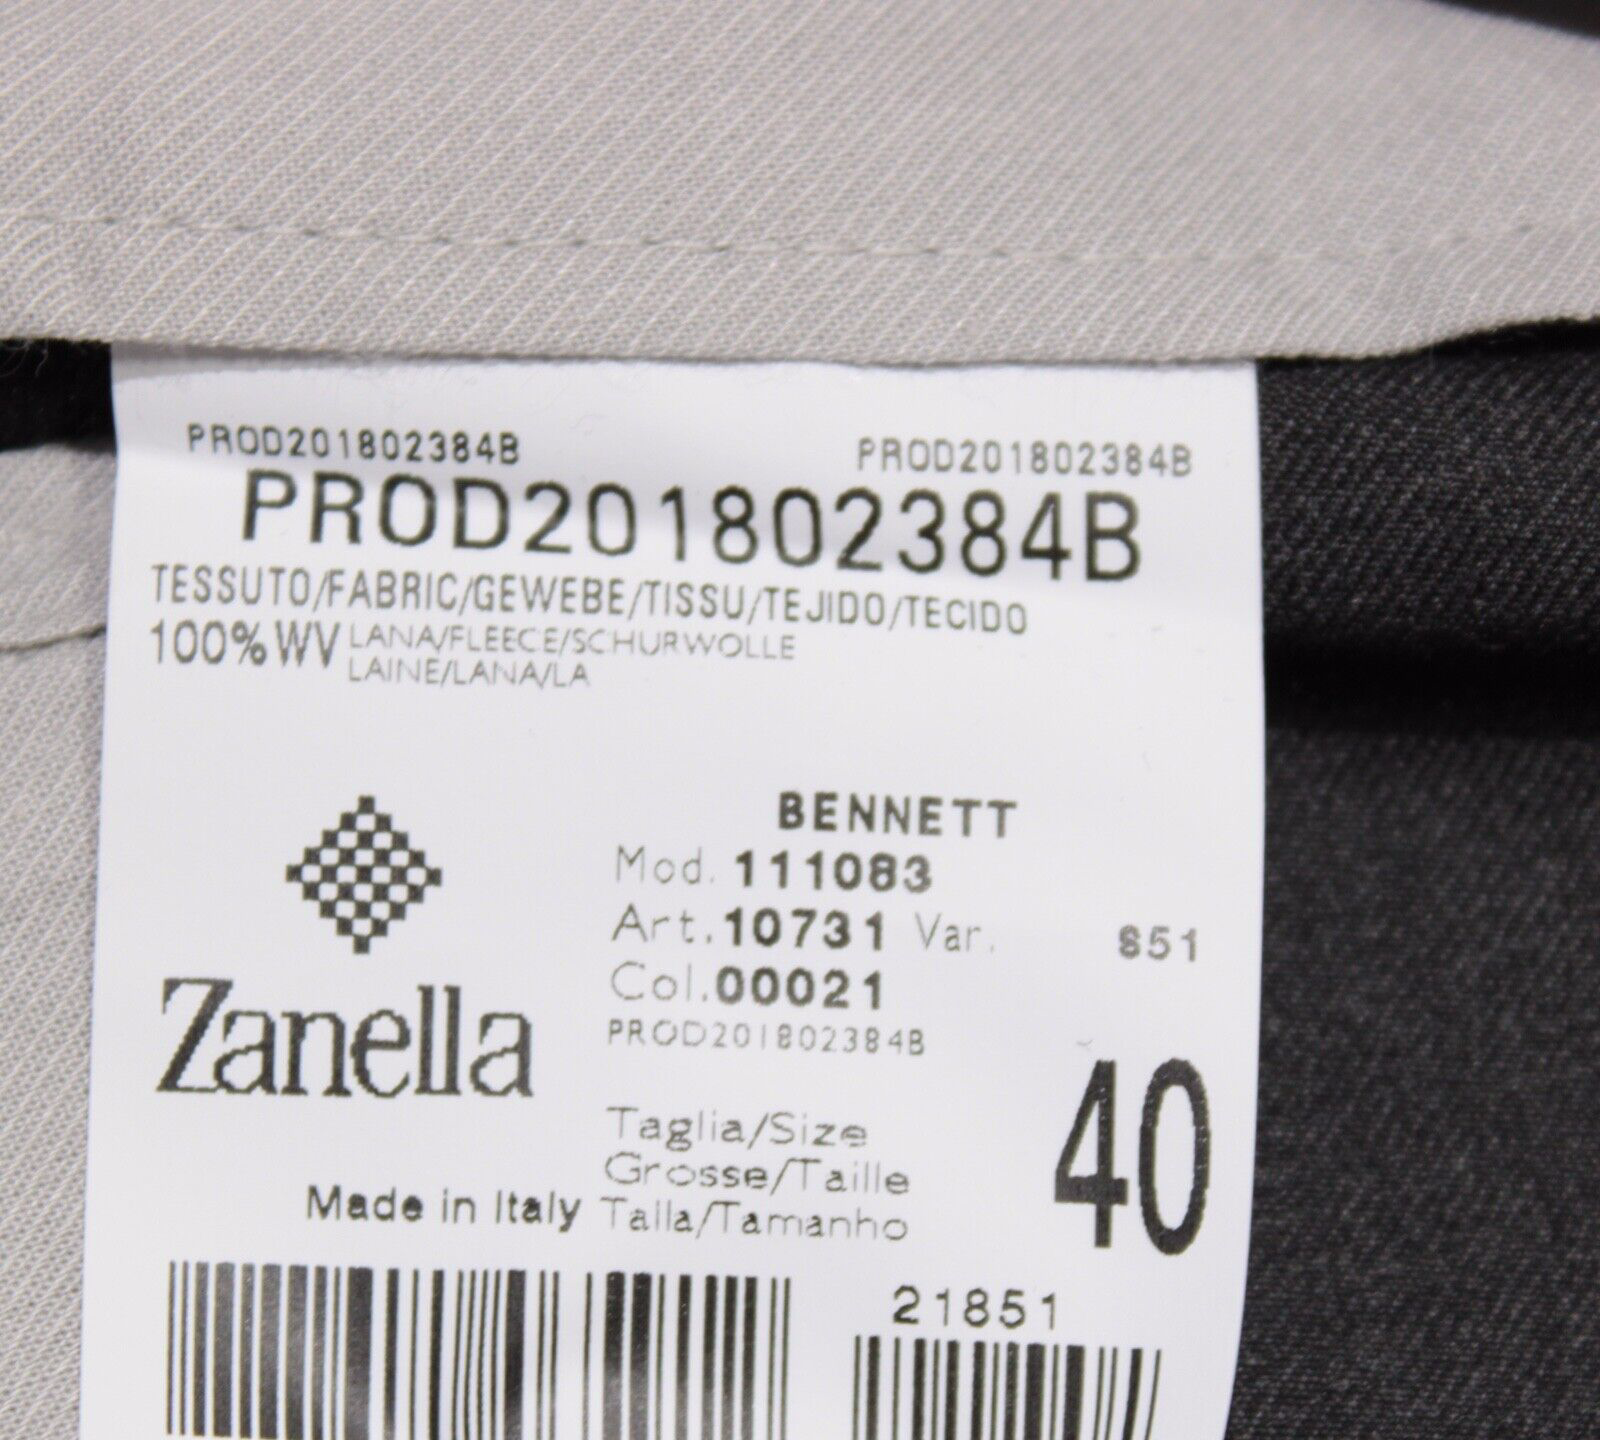 PROD201802384B PROD201802384B
PROD201802384B
TESSUTO/FABRIC/GEWEBE/TISSU/TEJIDO/TECIDO
100%WV LANA/FLEECE/SCHURWOLLE
LAINE/LANA/LA
BENNETT
Mod. 111083
Art. 10731 Var. S51
Col. 00021
PROD201802384B
Zanella
Taglia/Size
Grosse/Taille
Talla/Tamanho
40
Made in Italy
21851